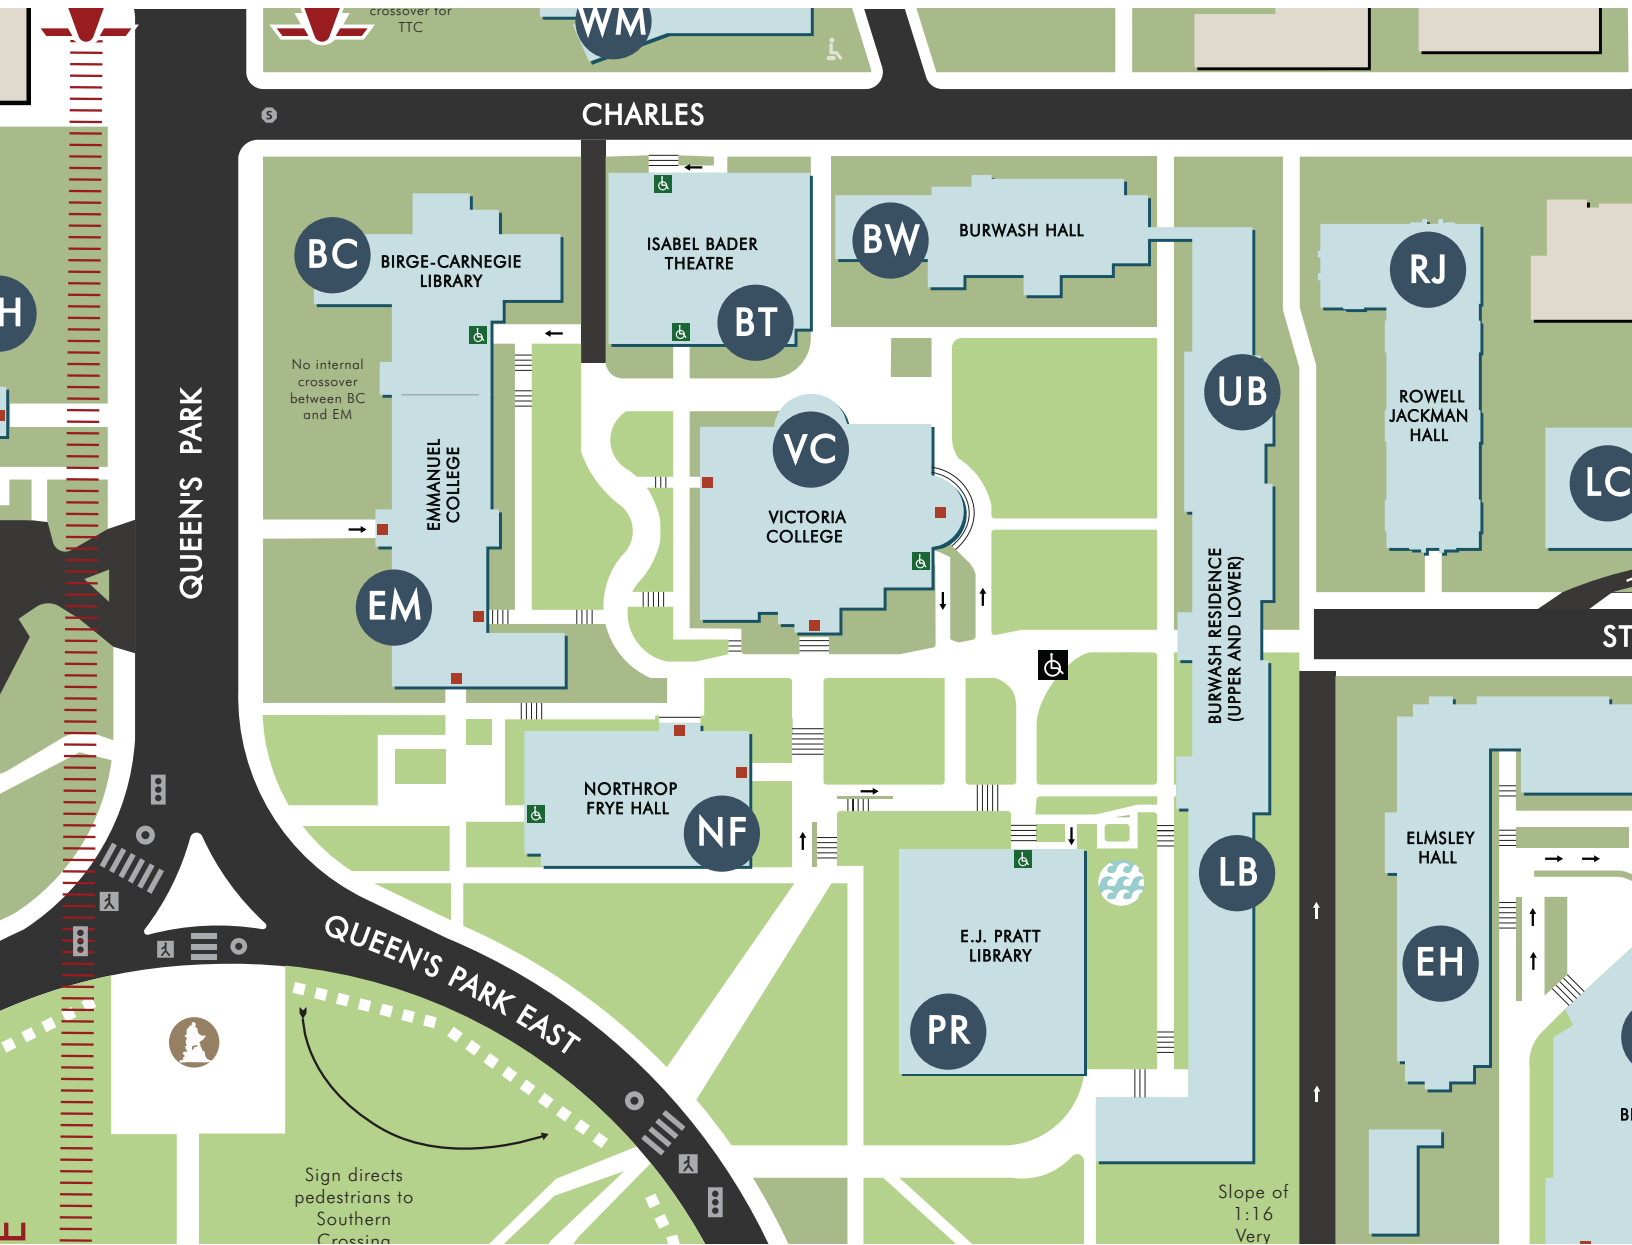 crossover for
TTC
WM
S
CHARLES
BC
BIRGE-CARNEGIE
LIBRARY
ISABEL BADER
THEATRE
BT
BW
BURWASH HALL
RJ
H
No internal
crossover
between BC
and EM
QUEEN'S PARK
EMMANUEL
COLLEGE
VC
VICTORIA
COLLEGE
UB
ROWELL
JACKMAN
HALL
LC
EM
BURWASH RESIDENCE
(UPPER AND LOWER)
ST
NORTHROP
FRYE HALL
NF
ELMSLEY
HALL
LB
E.J. PRATT
LIBRARY
EH
PR
QUEEN'S PARK EAST
B
Sign directs
pedestrians to
Southern
Crossing
Slope of
1:16
Very
E